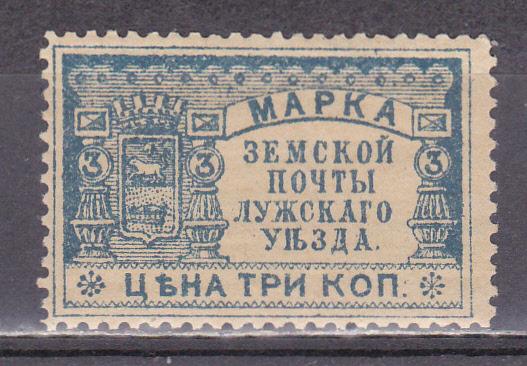 МАРКА
3 3 ЗЕМСКОЙ 3
ПОЧТЫ
ЛУЖСКАГО
УѢЗДА.
ЦѢНА ТРИ КОП.